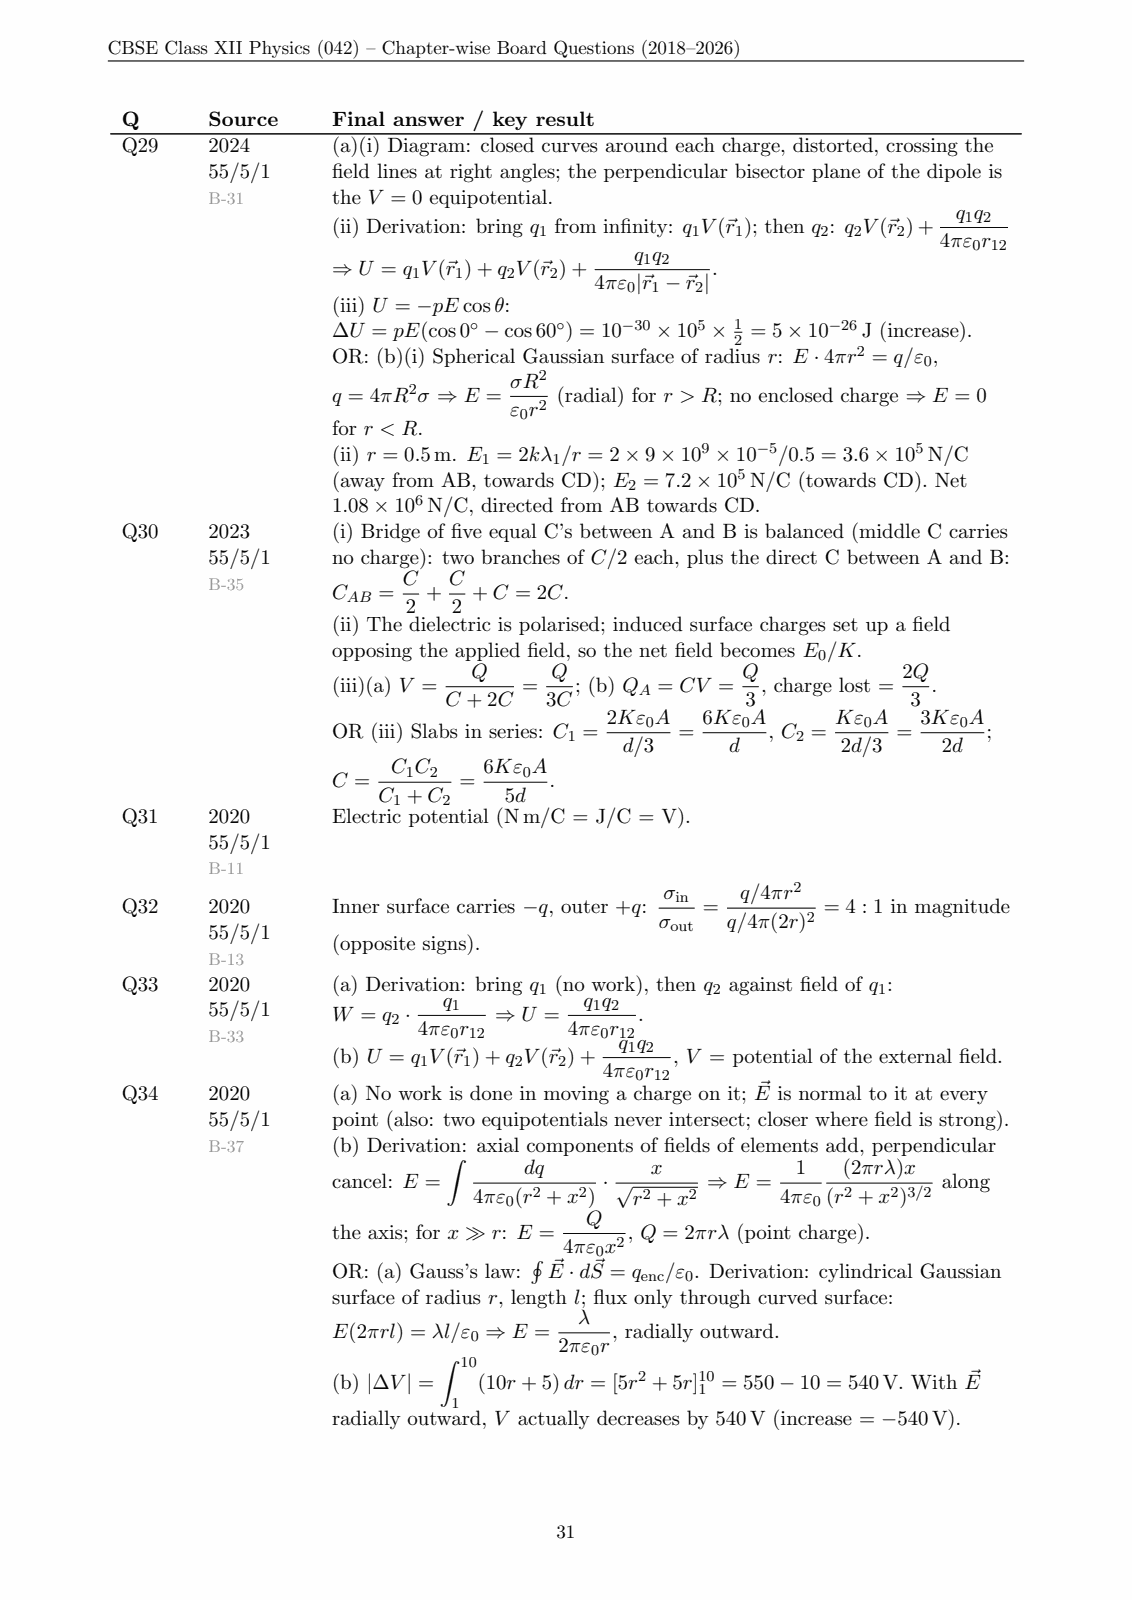 CBSE Class XII Physics (042) – Chapter-wise Board Questions (2018–2026)
Q Source Final answer / key result
Q29 2024 (a)(i) Diagram: closed curves around each charge, distorted, crossing the
55/5/1 field lines at right angles; the perpendicular bisector plane of the dipole is
B-31 the V = 0 equipotential.
(ii) Derivation: bring q₁ from infinity: q₁V(r⃗₁); then q₂: q₂V(r⃗₂) + q₁q₂/4πε₀r₁₂
⇒ U = q₁V(r⃗₁) + q₂V(r⃗₂) + q₁q₂/4πε₀|r⃗₁ − r⃗₂|.
(iii) U = −pE cos θ:
ΔU = pE(cos 0° − cos 60°) = 10⁻³⁰ × 10⁵ × 1/2 = 5 × 10⁻²⁶ J (increase).
OR: (b)(i) Spherical Gaussian surface of radius r: E · 4πr² = q/ε₀,
q = 4πR²σ ⇒ E = σR²/ε₀r² (radial) for r > R; no enclosed charge ⇒ E = 0
for r < R.
(ii) r = 0.5 m. E₁ = 2kλ₁/r = 2 × 9 × 10⁹ × 10⁻⁵/0.5 = 3.6 × 10⁵ N/C
(away from AB, towards CD); E₂ = 7.2 × 10⁵ N/C (towards CD). Net
1.08 × 10⁶ N/C, directed from AB towards CD.
Q30 2023 (i) Bridge of five equal C's between A and B is balanced (middle C carries
55/5/1 no charge): two branches of C/2 each, plus the direct C between A and B:
B-35 C_AB = C/2 + C/2 + C = 2C.
(ii) The dielectric is polarised; induced surface charges set up a field
opposing the applied field, so the net field becomes E₀/K.
(iii)(a) V = Q/(C + 2C) = Q/3C; (b) Q_A = CV = Q/3, charge lost = 2Q/3.
OR (iii) Slabs in series: C₁ = 2Kε₀A/(d/3) = 6Kε₀A/d, C₂ = Kε₀A/(2d/3) = 3Kε₀A/2d;
C = C₁C₂/(C₁ + C₂) = 6Kε₀A/5d.
Q31 2020 Electric potential (N m/C = J/C = V).
55/5/1
B-11
Q32 2020 Inner surface carries −q, outer +q: σ_in/σ_out = (q/4πr²)/(q/4π(2r)²) = 4 : 1 in magnitude
55/5/1 (opposite signs).
B-13
Q33 2020 (a) Derivation: bring q₁ (no work), then q₂ against field of q₁:
55/5/1 W = q₂ · q₁/4πε₀r₁₂ ⇒ U = q₁q₂/4πε₀r₁₂.
B-33
(b) U = q₁V(r⃗₁) + q₂V(r⃗₂) + q₁q₂/4πε₀r₁₂, V = potential of the external field.
Q34 2020 (a) No work is done in moving a charge on it; E⃗ is normal to it at every
55/5/1 point (also: two equipotentials never intersect; closer where field is strong).
B-37 (b) Derivation: axial components of fields of elements add, perpendicular
cancel: E = ∫ dq/4πε₀(r² + x²) · x/√(r² + x²) ⇒ E = 1/4πε₀ (2πrλ)x/(r² + x²)^{3/2} along
the axis; for x ≫ r: E = Q/4πε₀x², Q = 2πrλ (point charge).
OR: (a) Gauss's law: ∮ E⃗ · dS⃗ = q_enc/ε₀. Derivation: cylindrical Gaussian
surface of radius r, length l; flux only through curved surface:
E(2πrl) = λl/ε₀ ⇒ E = λ/2πε₀r, radially outward.
(b) |ΔV| = ∫₁¹⁰ (10r + 5) dr = [5r² + 5r]₁¹⁰ = 550 − 10 = 540 V. With E⃗
radially outward, V actually decreases by 540 V (increase = −540 V).
31